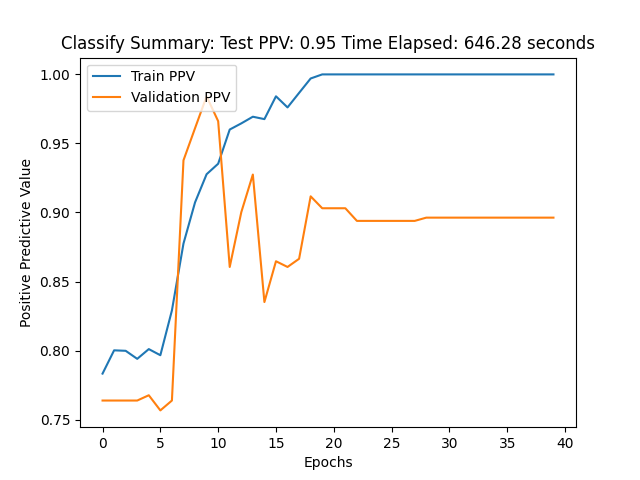 Classify Summary: Test PPV: 0.95 Time Elapsed: 646.28 seconds
Train PPV
Validation PPV
Positive Predictive Value
1.00
0.95
0.90
0.85
0.80
0.75
0 5 10 15 20 25 30 35 40
Epochs